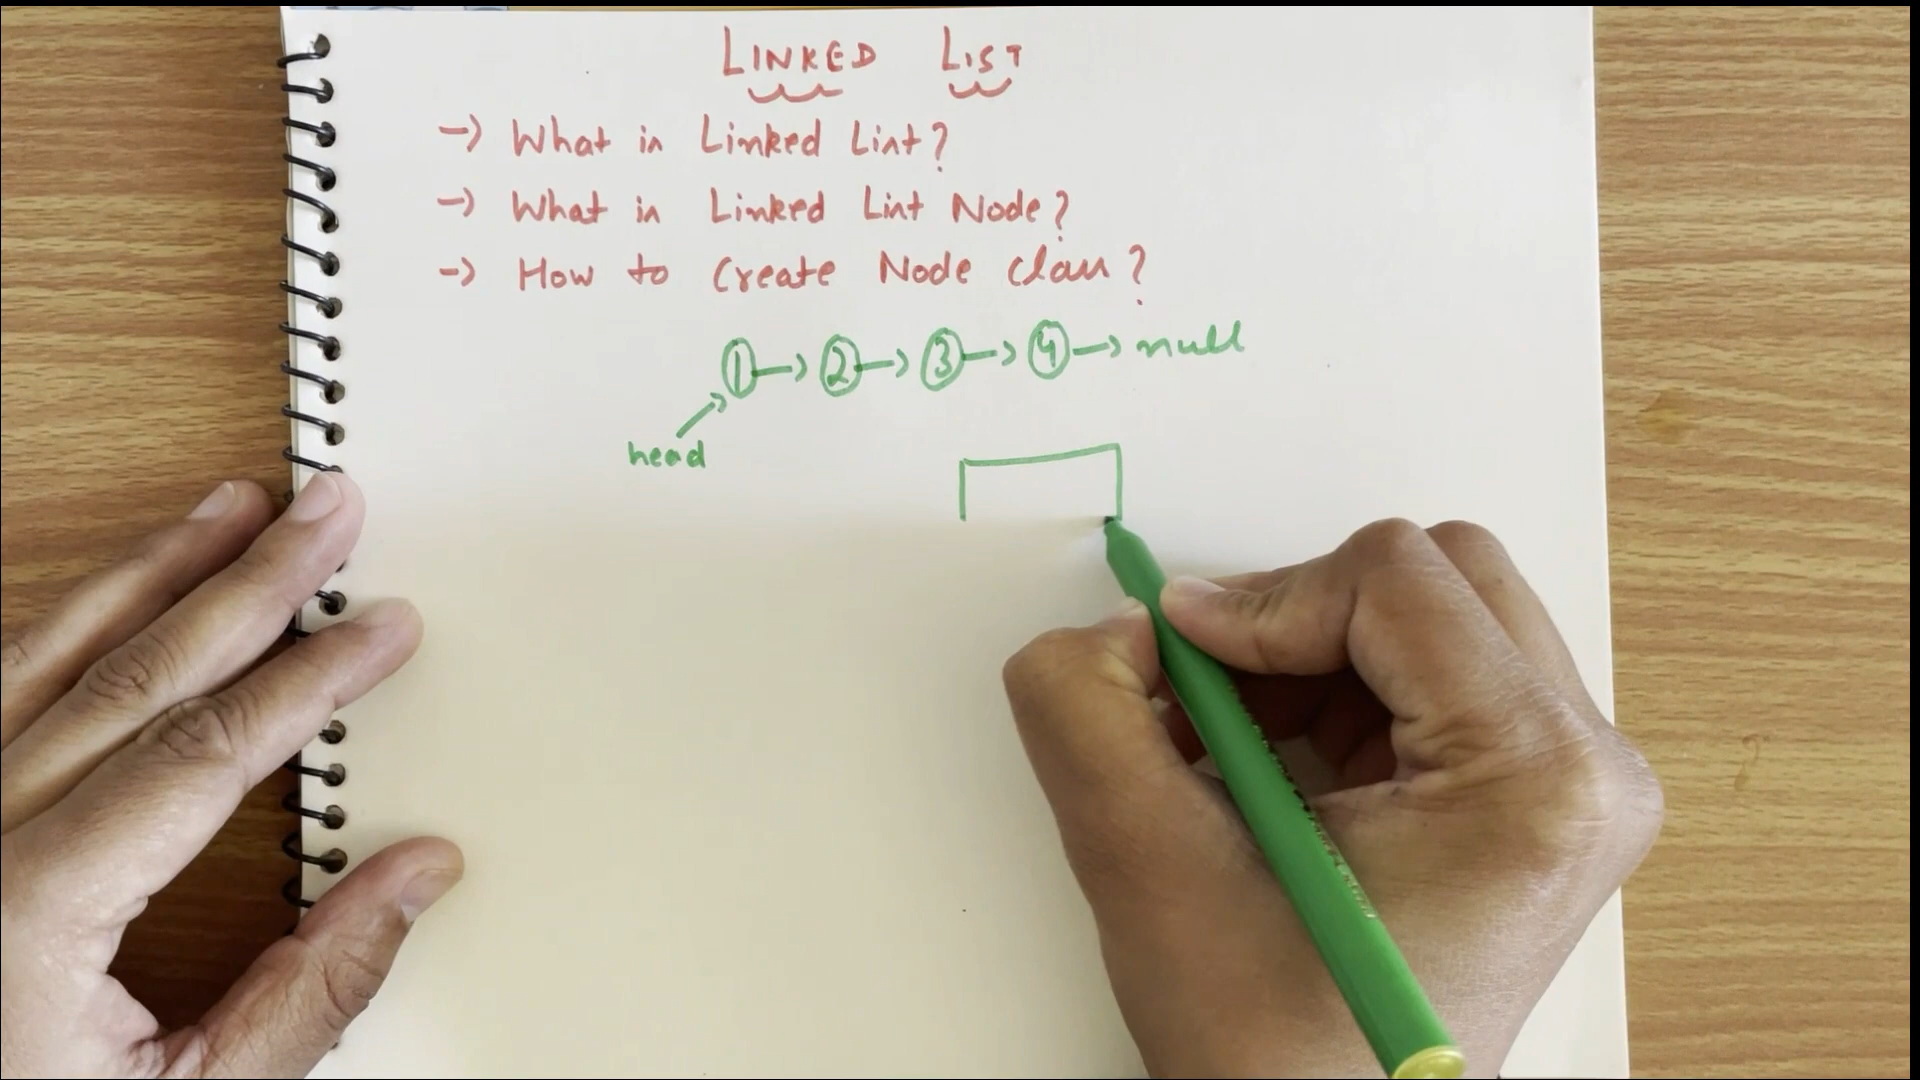 LINKED LIST
-> What is Linked List?
-> What is Linked List Node?
-> How to Create Node class?
1 -> 2 -> 3 -> 4 -> null
head